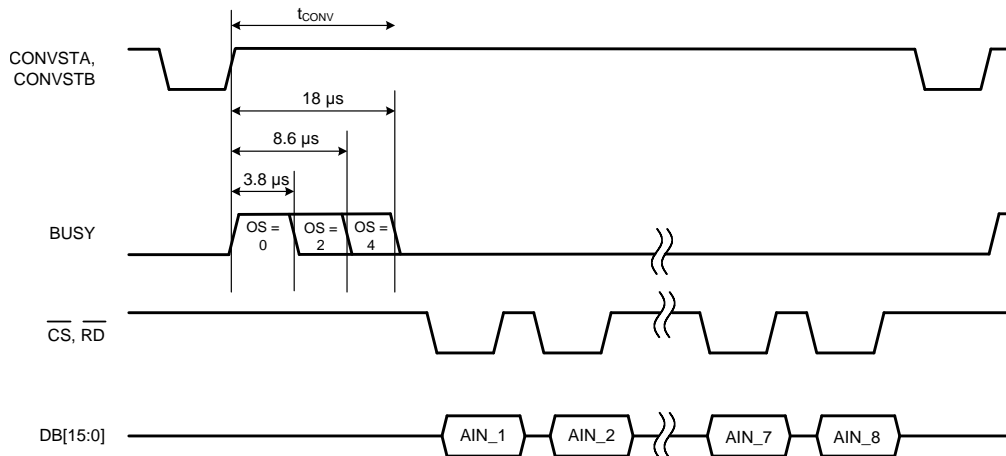 tCONV
CONVSTA,
CONVSTB
18 µs
8.6 µs
3.8 µs
BUSY
OS =
0
OS =
2
OS =
4
CS, RD
DB[15:0]
AIN_1
AIN_2
AIN_7
AIN_8